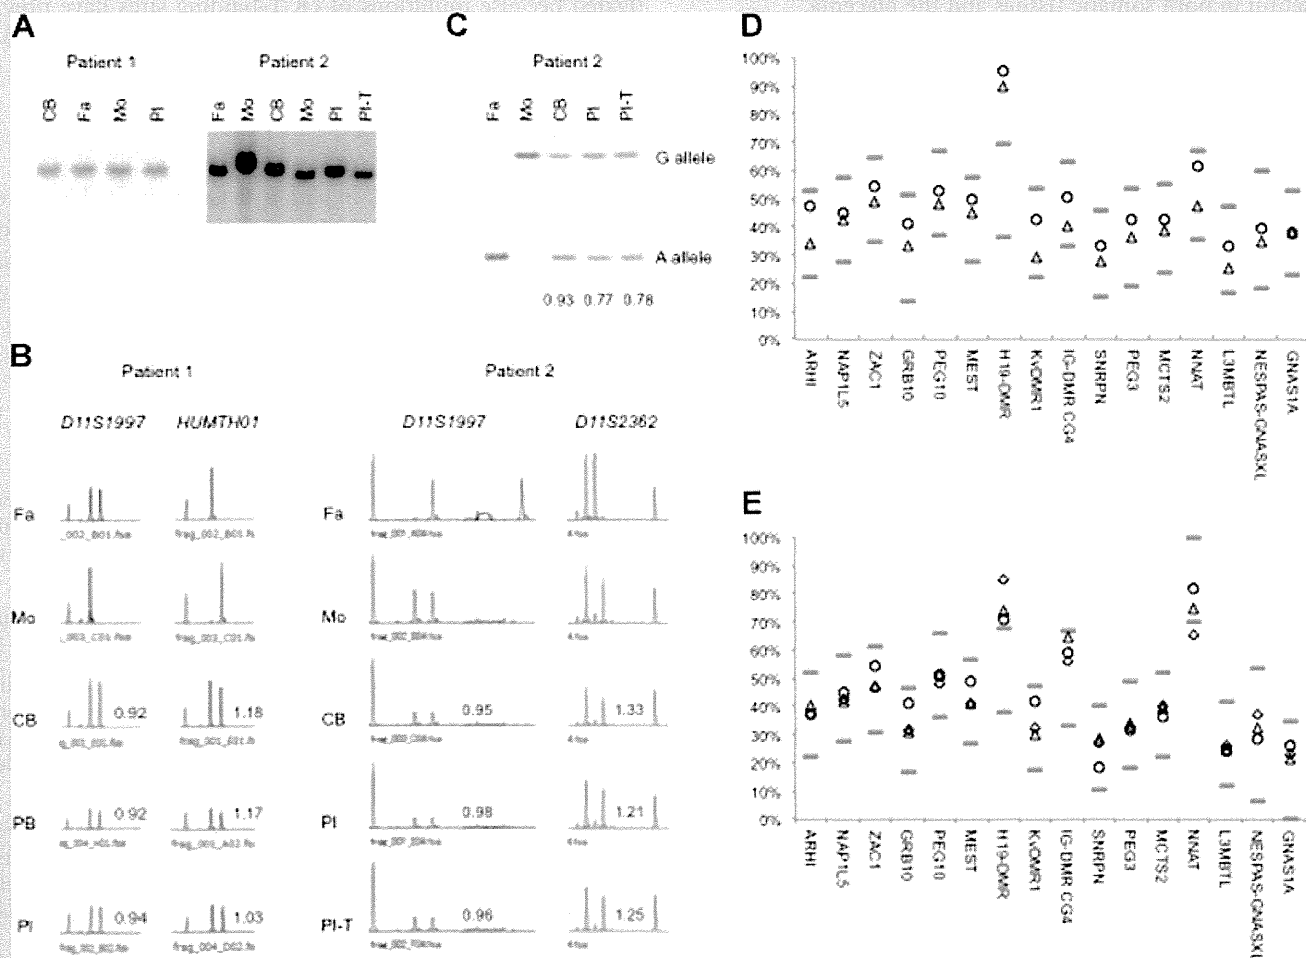 A
Patient 1
Patient 2
CB Fa Mo Pl
Fa Mo CB Mo Pl Pl-T
B
Patient 1
Patient 2
D11S1997 HUMTH01 D11S1997 D11S2362
Fa Fa
Mo Mo
CB 0.92 1.18 CB 0.95 1.33
PB 0.92 1.17 Pl 0.98 1.21
Pl 0.94 1.03 Pl-T 0.96 1.25
C
Patient 2
Fa Mo CB Pl Pl-T
G allele
A allele
0.93 0.77 0.78
D
100%
90%
80%
70%
60%
50%
40%
30%
20%
10%
0%
ARHI NAP1L5 ZAC1 GRB10 PEG10 MEST H19-DMR KvDMR1 IG-DMR CG4 SNRPN PEG3 MCTS2 NNAT L3MBTL NESPAS-GNASXL GNAS1A
E
100%
90%
80%
70%
60%
50%
40%
30%
20%
10%
0%
ARHI NAP1L5 ZAC1 GRB10 PEG10 MEST H19-DMR KvDMR1 IG-DMR CG4 SNRPN PEG3 MCTS2 NNAT L3MBTL NESPAS-GNASXL GNAS1A